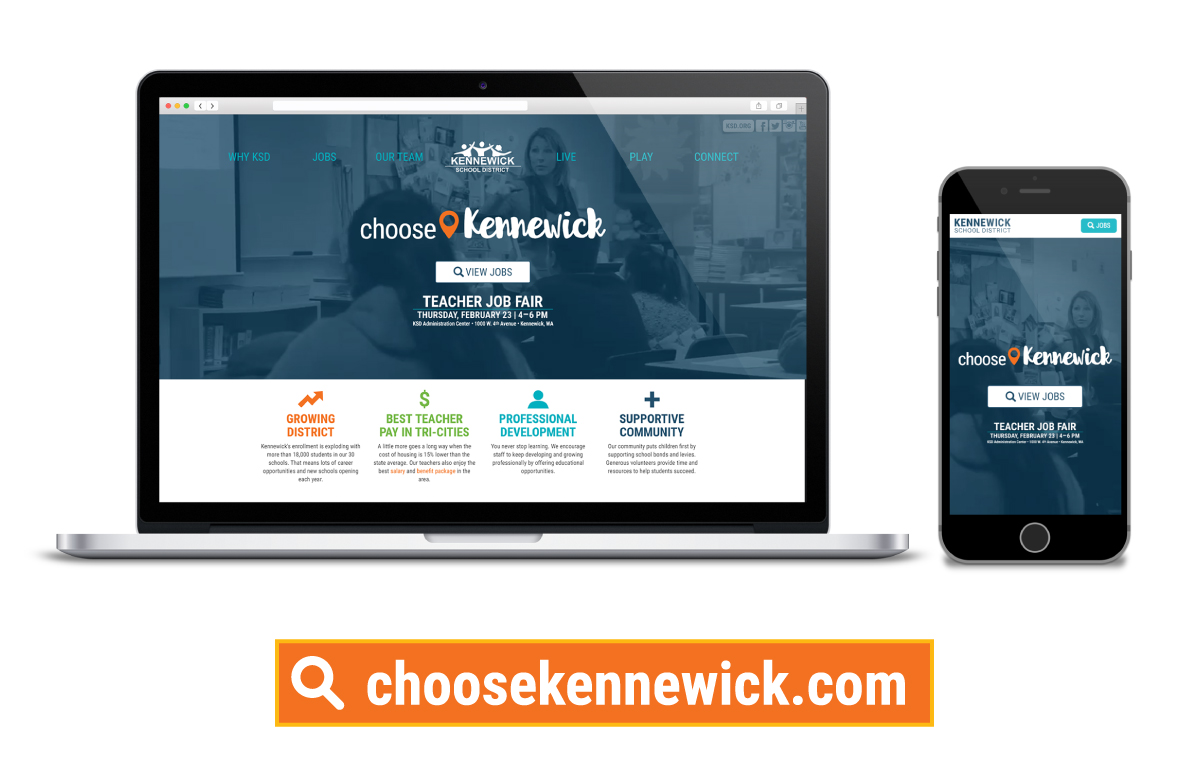 KSD.ORG
WHY KSD
JOBS
OUR TEAM
KENNEWICK
SCHOOL DISTRICT
LIVE
PLAY
CONNECT
choose Kennewick
VIEW JOBS
TEACHER JOB FAIR
THURSDAY, FEBRUARY 23 | 4–6 PM
KSD Administration Center • 1000 W. 4th Avenue • Kennewick, WA
GROWING
DISTRICT
Kennewick's enrollment is exploding with
more than 18,000 students in our 30
schools. That means lots of career
opportunities and new schools opening
each year.
$
BEST TEACHER
PAY IN TRI-CITIES
A little more goes a long way when the
cost of housing is 15% lower than the
state average. Our teachers also enjoy the
best salary and benefit package in the
area.
PROFESSIONAL
DEVELOPMENT
You never stop learning. We encourage
staff to keep developing and growing
professionally by offering educational
opportunities.
SUPPORTIVE
COMMUNITY
Our community puts children first by
supporting school bonds and levies.
Generous volunteers provide time and
resources to help students succeed.
KENNEWICK
SCHOOL DISTRICT
JOBS
choose Kennewick
VIEW JOBS
TEACHER JOB FAIR
THURSDAY, FEBRUARY 23 | 4–6 PM
KSD Administration Center • 1000 W. 4th Avenue • Kennewick, WA
choosekennewick.com